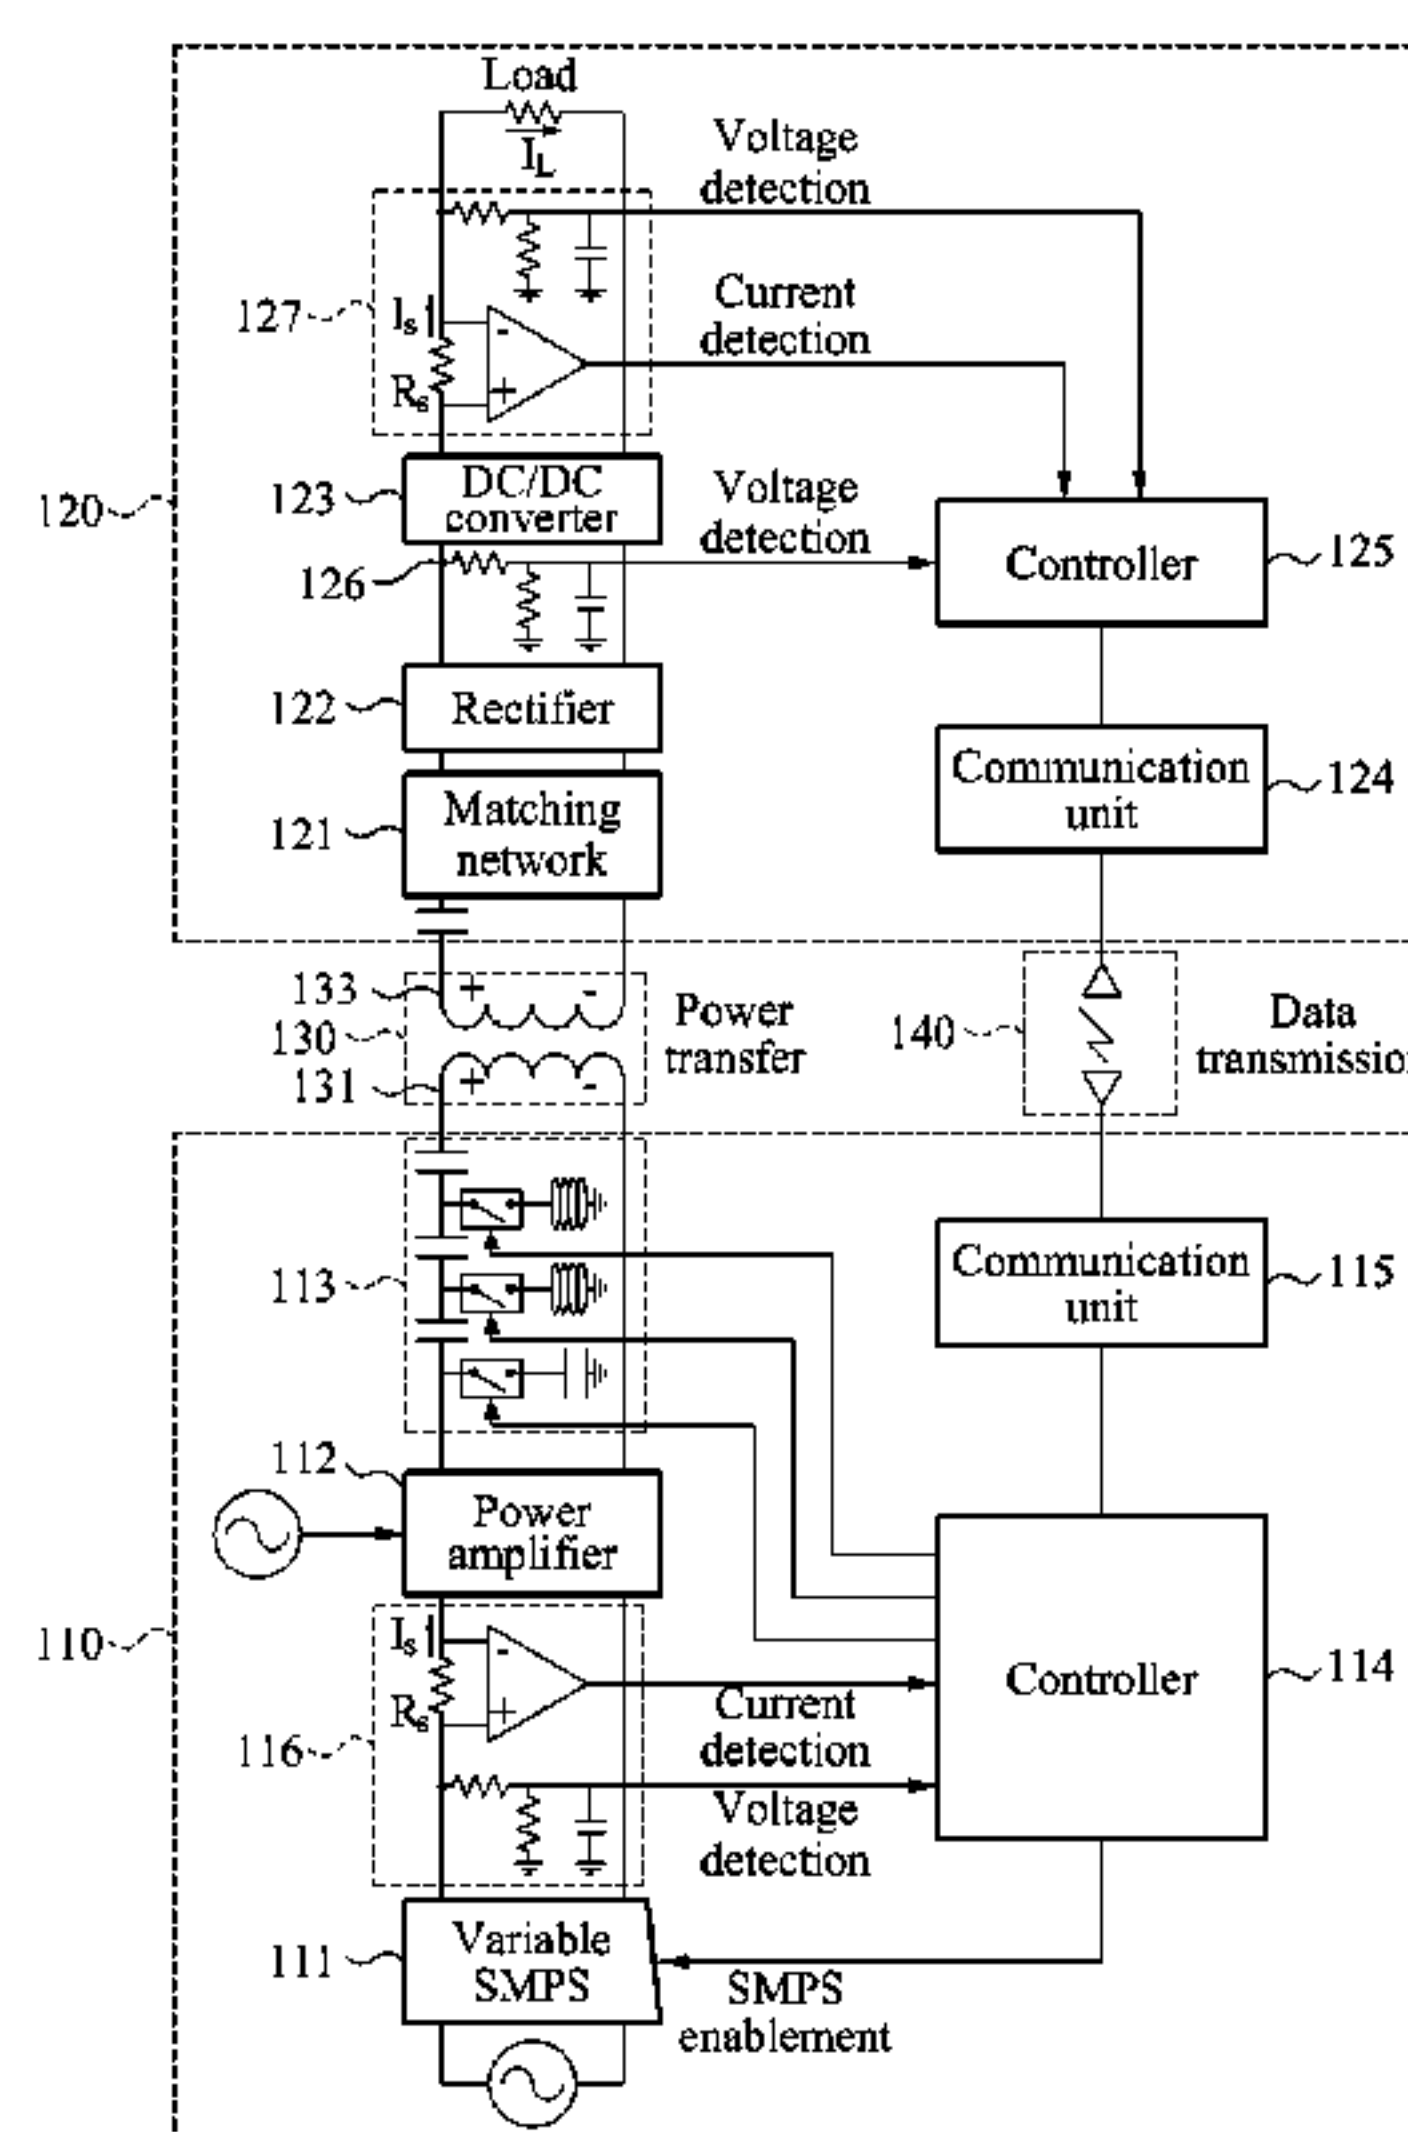 Load
I_L
Voltage
detection
127
I_s
-
Current
detection
R_s
+
120
123
DC/DC
converter
Voltage
detection
126
Controller
125
122
Rectifier
Communication
unit
124
121
Matching
network
133
+ -
130
Power
transfer
131
+ -
140
Data
113
Communication
unit
115
112
Power
amplifier
110
I_s
-
R_s
+
116
Current
detection
Voltage
detection
Controller
114
111
Variable
SMPS
SMPS
enablement